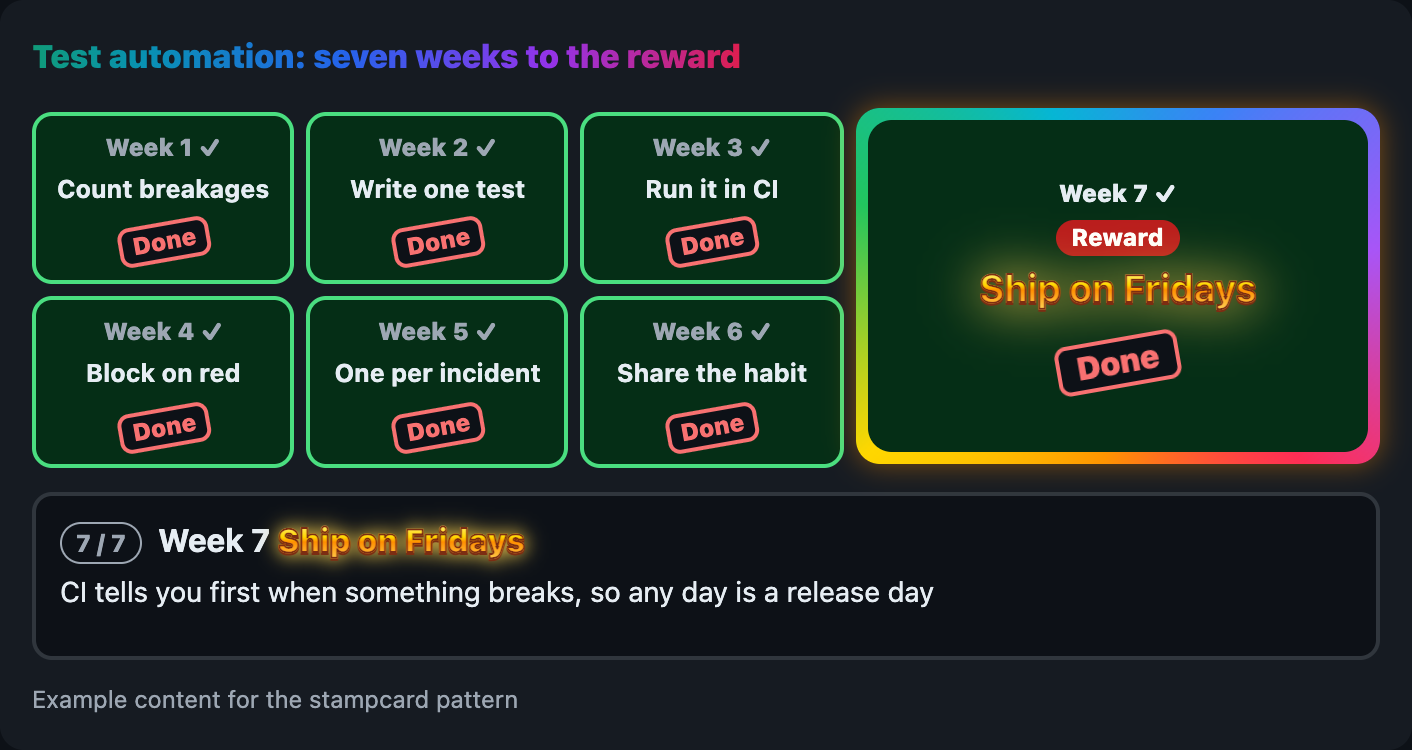 Test automation: seven weeks to the reward
Week 1 ✓
Count breakages
Done
Week 2 ✓
Write one test
Done
Week 3 ✓
Run it in CI
Done
Week 4 ✓
Block on red
Done
Week 5 ✓
One per incident
Done
Week 6 ✓
Share the habit
Done
Week 7 ✓
Reward
Ship on Fridays
Done
7 / 7 Week 7 Ship on Fridays
CI tells you first when something breaks, so any day is a release day
Example content for the stampcard pattern